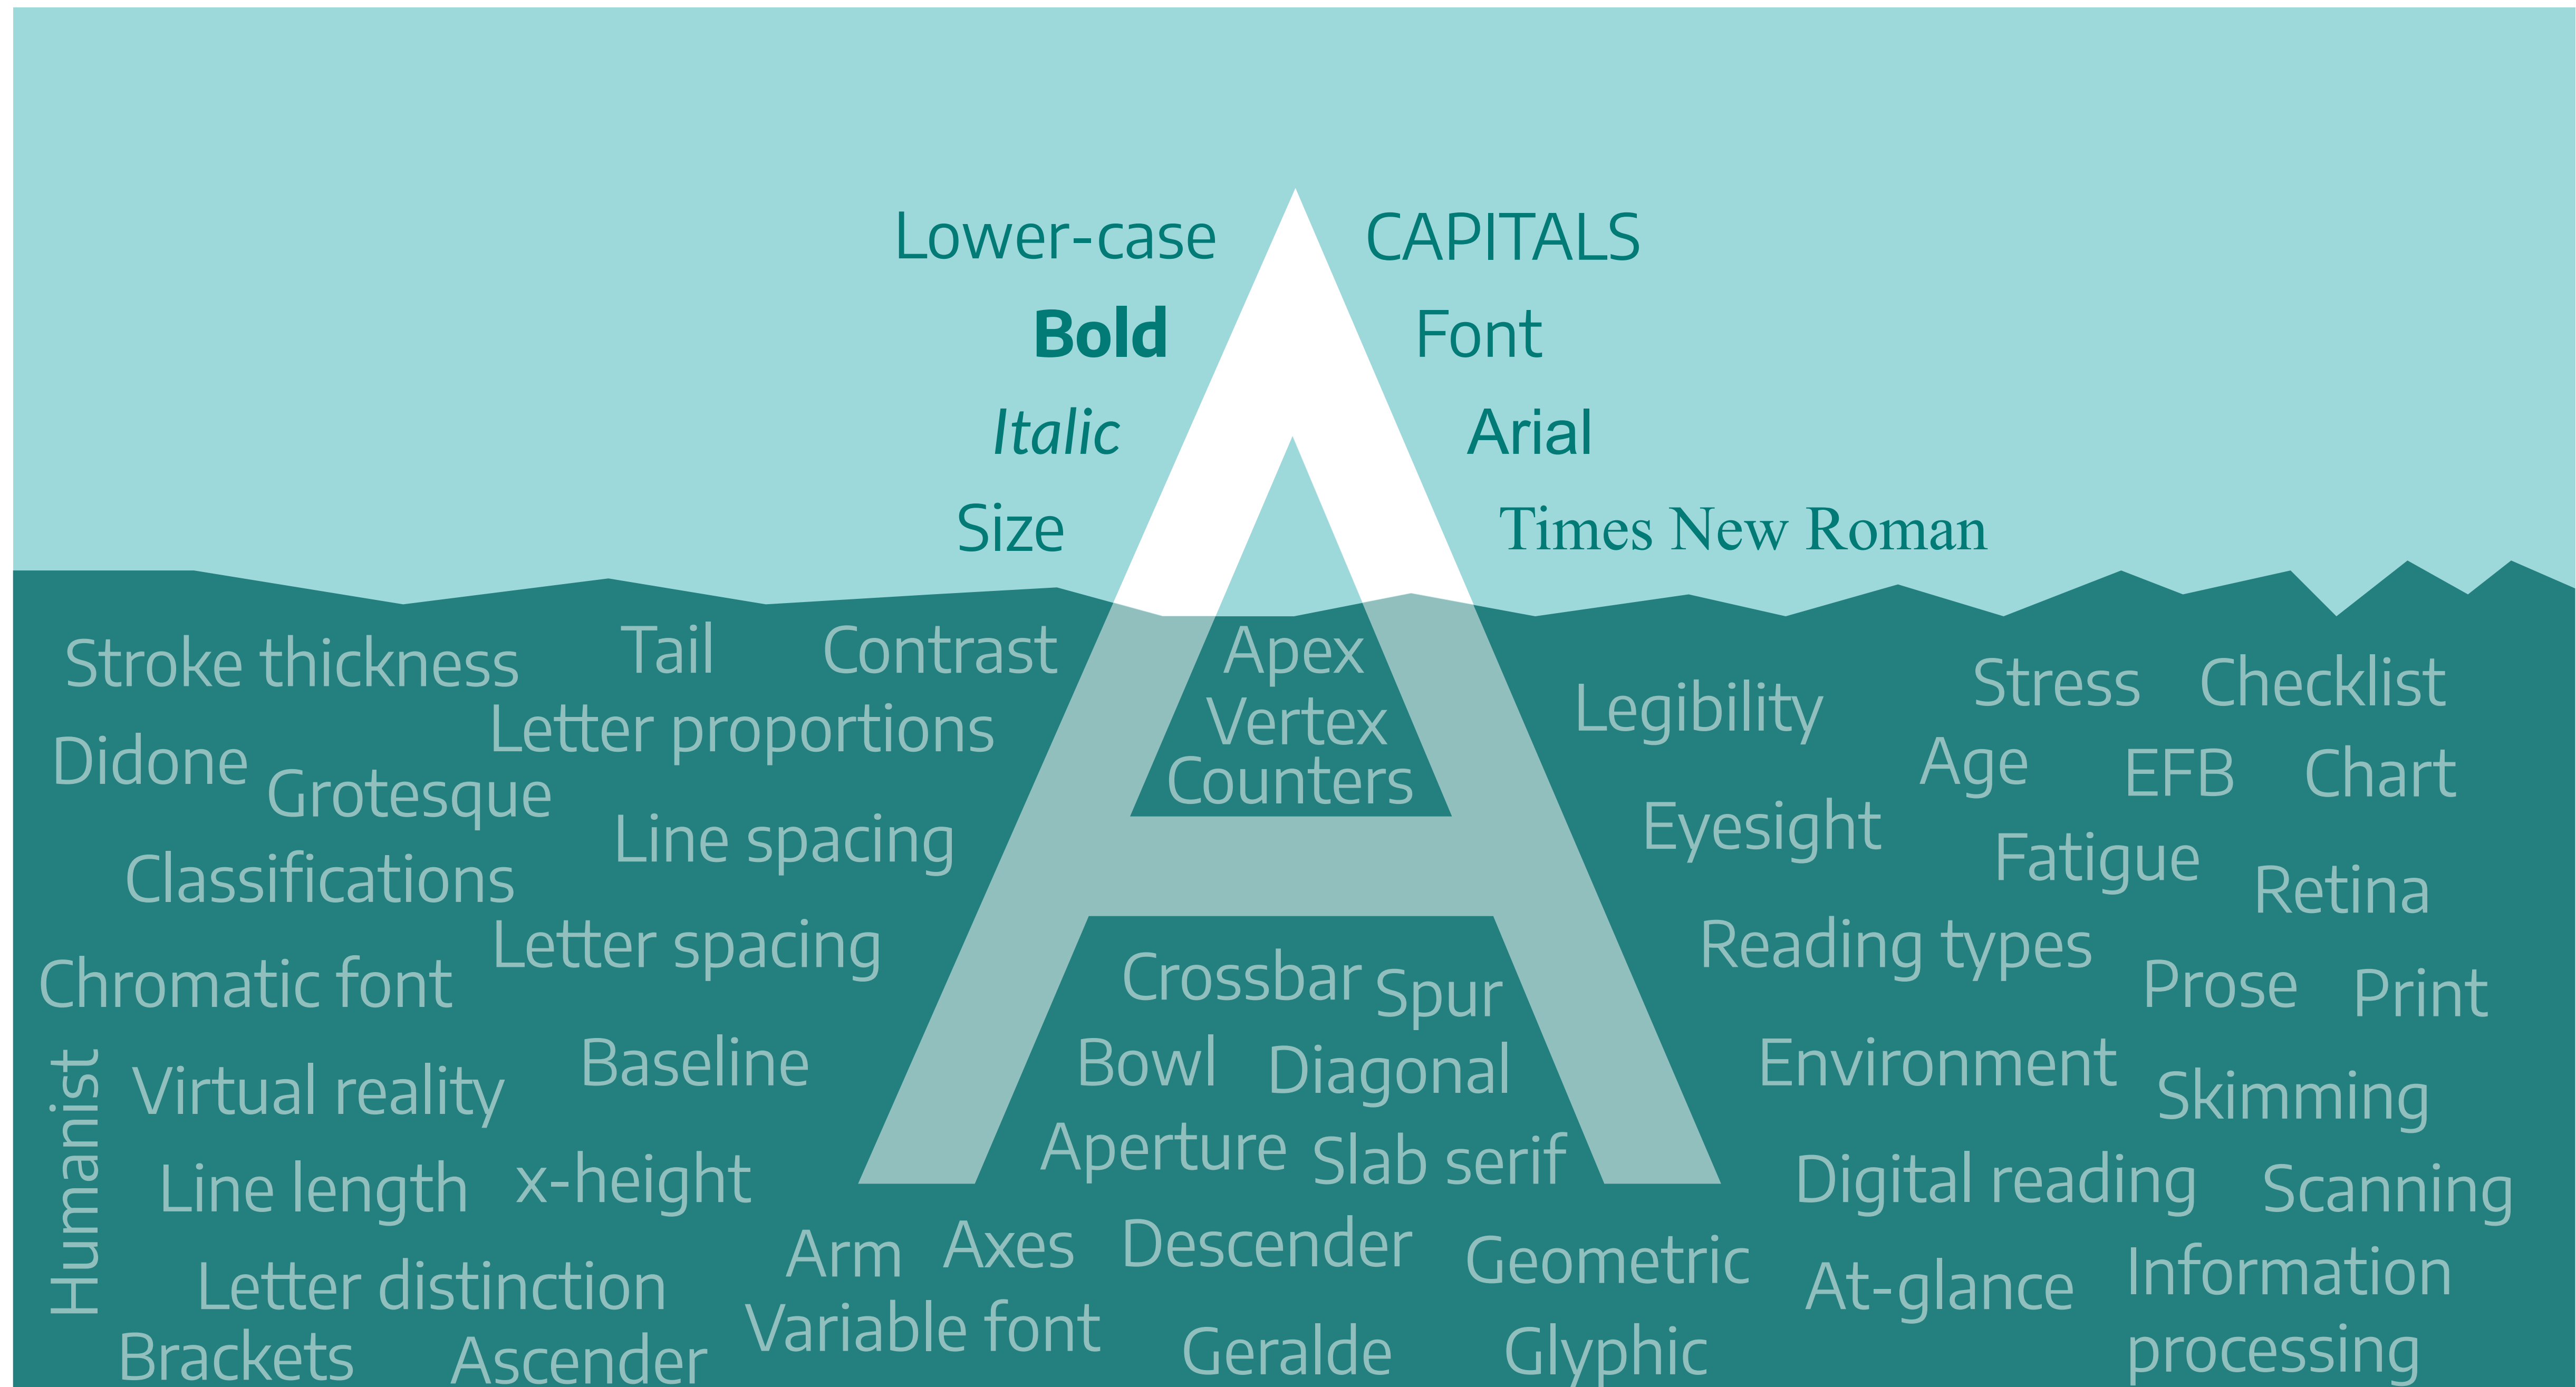 Lower-case
CAPITALS
Bold
Font
Italic
Arial
Size
Times New Roman
Stroke thickness
Tail
Contrast
Didone
Letter proportions
Grotesque
Line spacing
Classifications
Letter spacing
Chromatic font
Humanist
Virtual reality
Baseline
Line length
x-height
Letter distinction
Brackets
Ascender
Apex
Vertex
Counters
Crossbar
Spur
Bowl
Diagonal
Aperture
Slab serif
Arm
Axes
Descender
Geometric
Variable font
Geralde
Glyphic
Legibility
Stress
Checklist
Age
EFB
Chart
Eyesight
Fatigue
Retina
Reading types
Prose
Print
Environment
Skimming
Digital reading
Scanning
At-glance
Information
processing